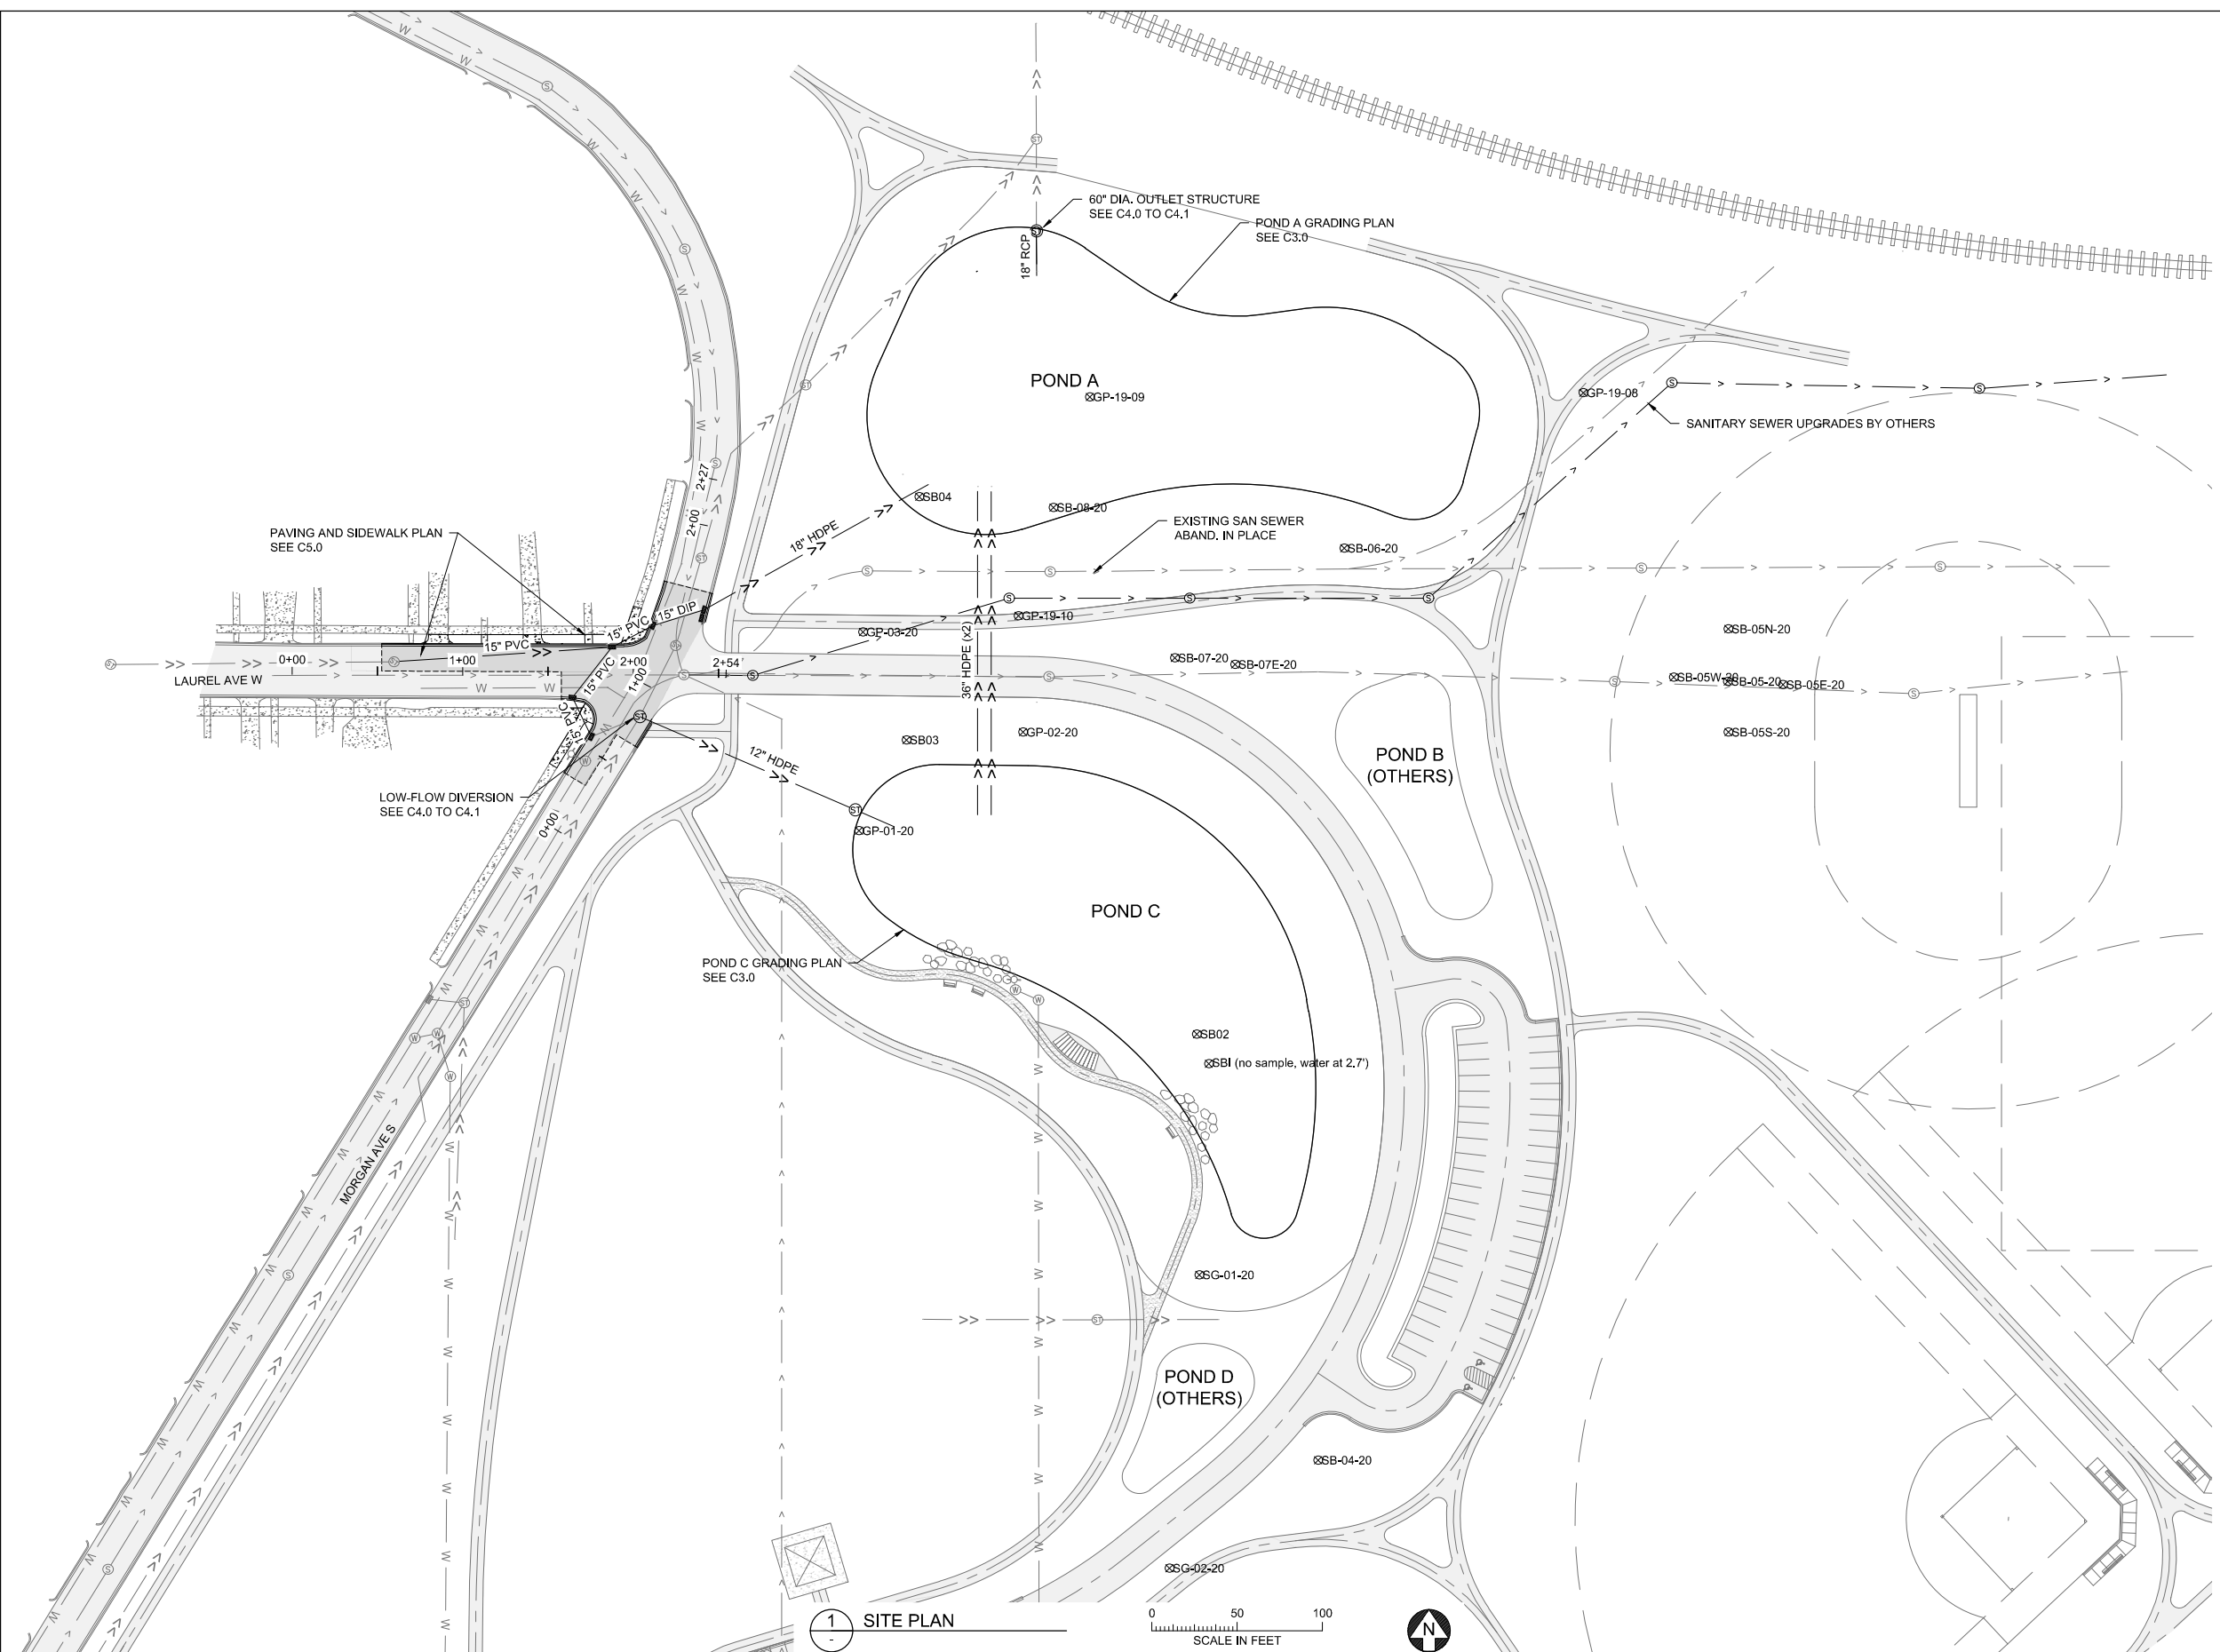 60" DIA. OUTLET STRUCTURE
SEE C4.0 TO C4.1
POND A GRADING PLAN
SEE C3.0
18" RCP
POND A
GP-19-09
GP-19-08
SANITARY SEWER UPGRADES BY OTHERS
2+27
2+00
SB04
SB-08-20
PAVING AND SIDEWALK PLAN
SEE C5.0
18" HDPE
EXISTING SAN SEWER
ABAND. IN PLACE
SB-06-20
15" DIP
15" PVC
GP-19-10
GP-03-20
SB-05N-20
15" PVC
0+00
1+00
2+00
2+54
36" HDPE (x2)
SB-07-20
SB-07E-20
LAUREL AVE W
15" PVC
1+00
SB-05W-20
SB-05-20
SB-05E-20
15" PVC
SB03
GP-02-20
SB-05S-20
12" HDPE
POND B
(OTHERS)
LOW-FLOW DIVERSION
SEE C4.0 TO C4.1
0+00
GP-01-20
POND C
POND C GRADING PLAN
SEE C3.0
SB02
SBI (no sample, water at 2.7')
MORGAN AVE S
SG-01-20
POND D
(OTHERS)
SB-04-20
SG-02-20
1
-
SITE PLAN
0 50 100
SCALE IN FEET
N